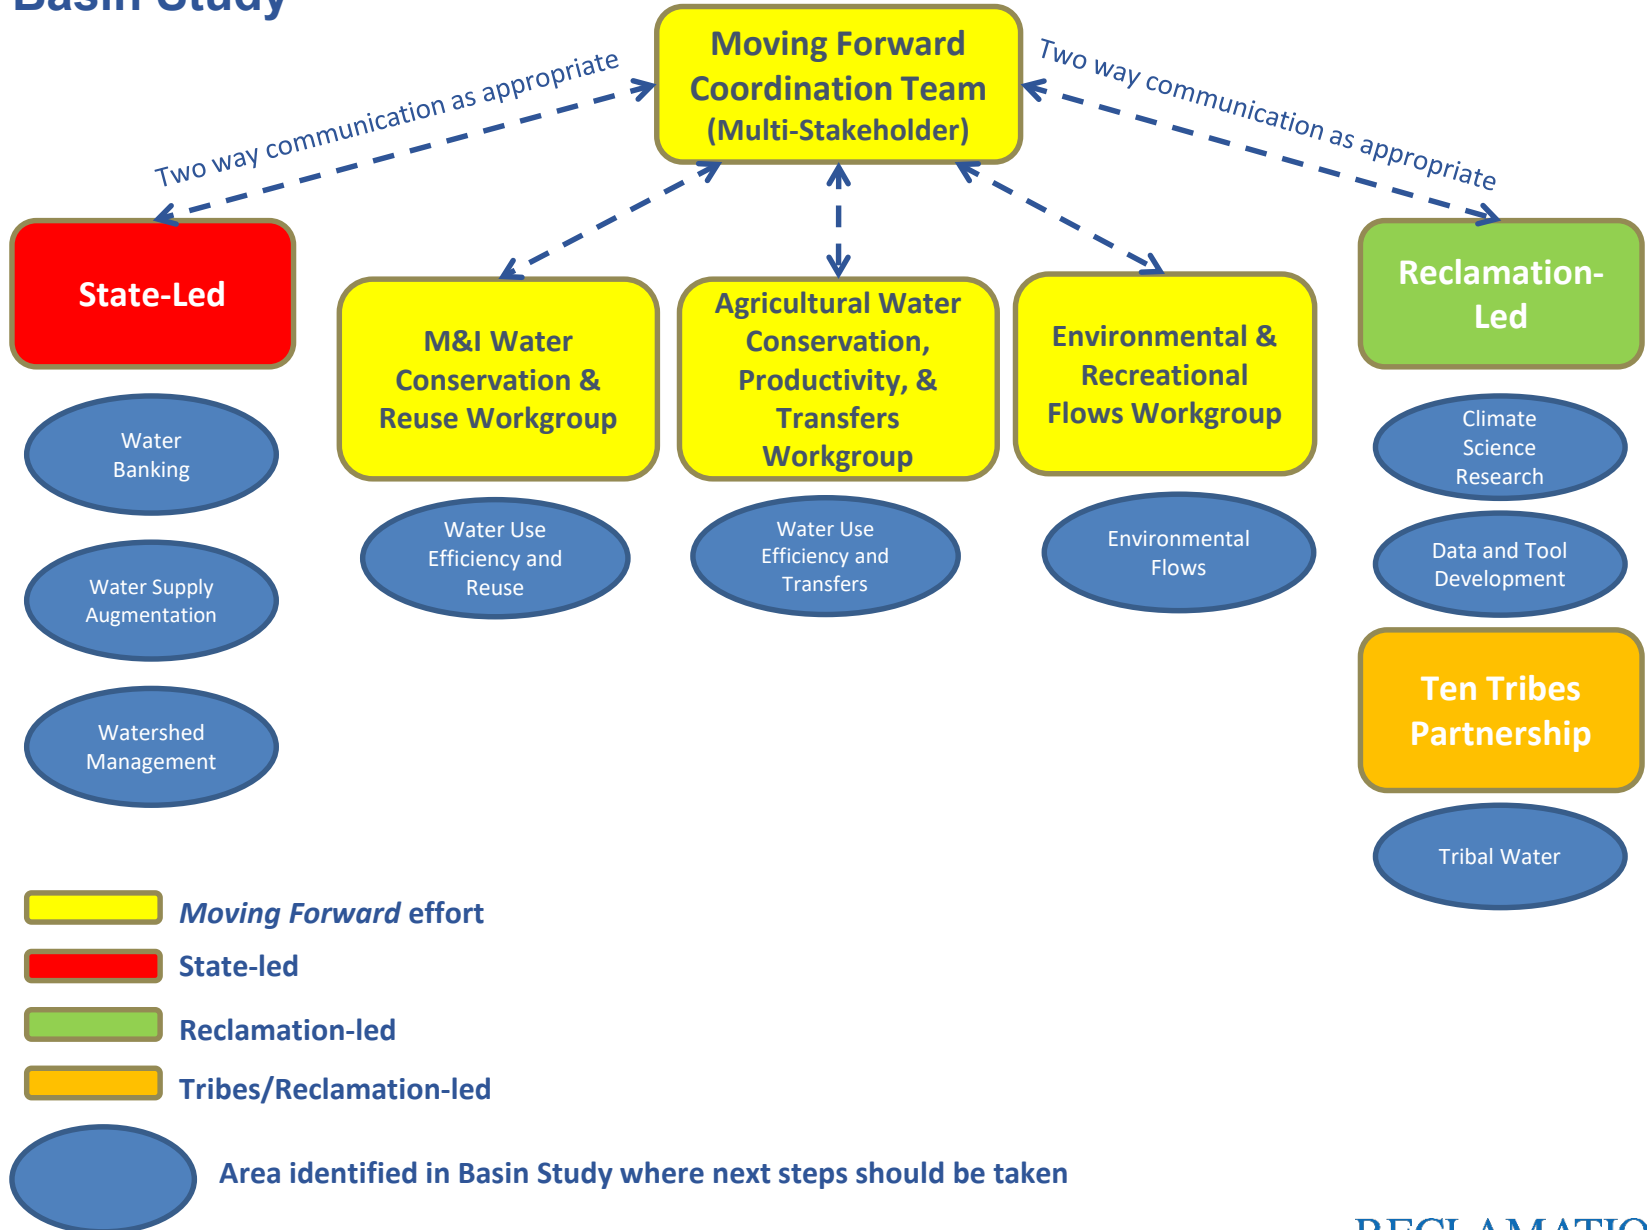 Basin Study
Moving Forward
Coordination Team
(Multi-Stakeholder)
Two way communication as appropriate
Two way communication as appropriate
State-Led
M&I Water
Conservation &
Reuse Workgroup
Agricultural Water
Conservation,
Productivity, &
Transfers
Workgroup
Environmental &
Recreational
Flows Workgroup
Reclamation-
Led
Water
Banking
Water Supply
Augmentation
Watershed
Management
Water Use
Efficiency and
Reuse
Water Use
Efficiency and
Transfers
Environmental
Flows
Climate
Science
Research
Data and Tool
Development
Ten Tribes
Partnership
Tribal Water
Moving Forward effort
State-led
Reclamation-led
Tribes/Reclamation-led
Area identified in Basin Study where next steps should be taken